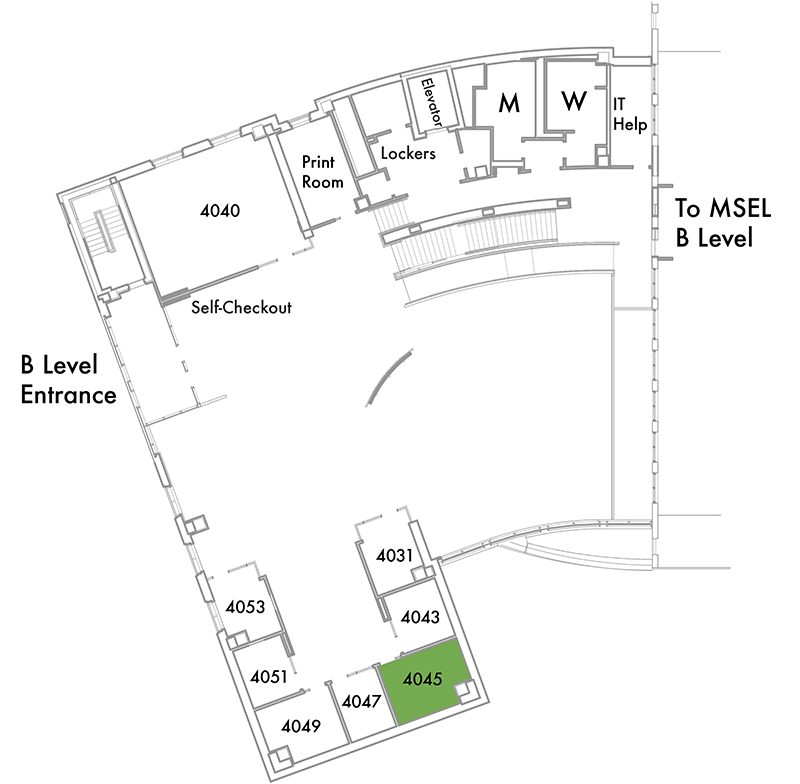 Elevator
M
W
IT
Help
Lockers
Print
Room
4040
To MSEL
B Level
Self-Checkout
B Level
Entrance
4031
4053
4043
4051
4045
4047
4049